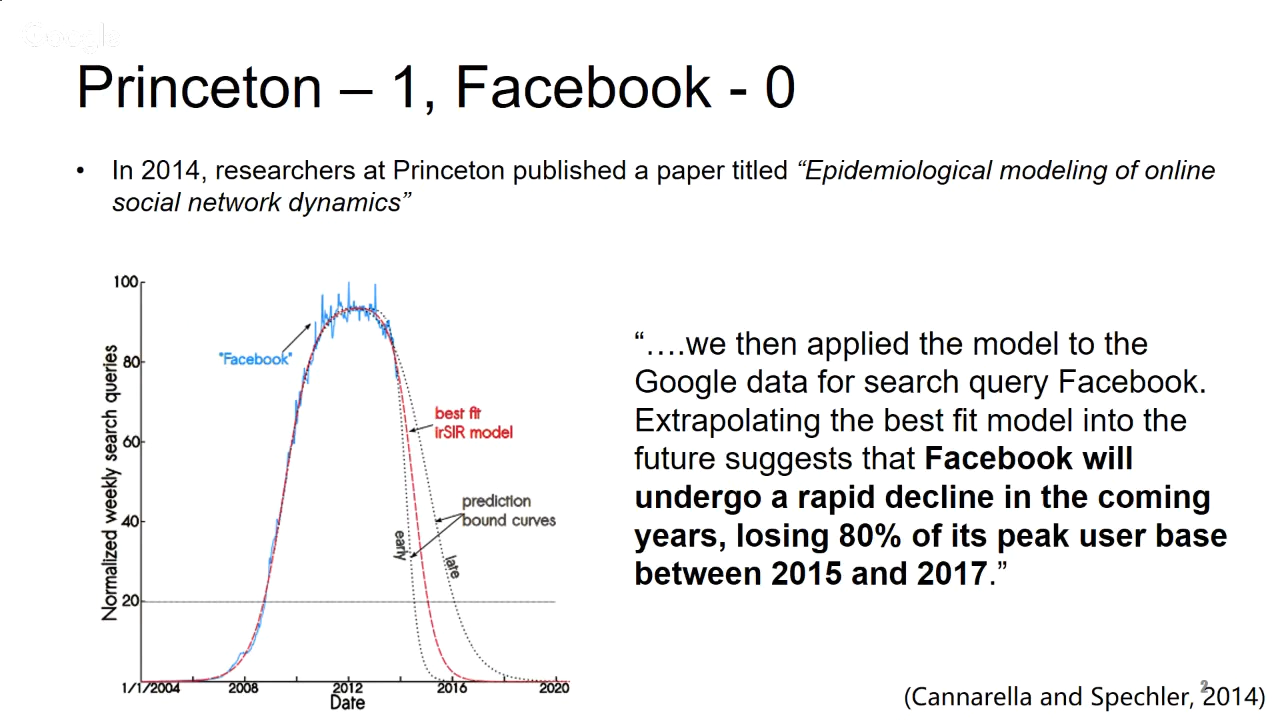 Google
Princeton – 1, Facebook - 0
• In 2014, researchers at Princeton published a paper titled “Epidemiological modeling of online
social network dynamics”
100
80
60
40
20
Normalized weekly search queries
"Facebook"
best fit
irSIR model
prediction
bound curves
early
late
1/1/2004
2008
2012
2016
2020
Date
“….we then applied the model to the
Google data for search query Facebook.
Extrapolating the best fit model into the
future suggests that Facebook will
undergo a rapid decline in the coming
years, losing 80% of its peak user base
between 2015 and 2017.”
(Cannarella and Spechler, 2014)
2